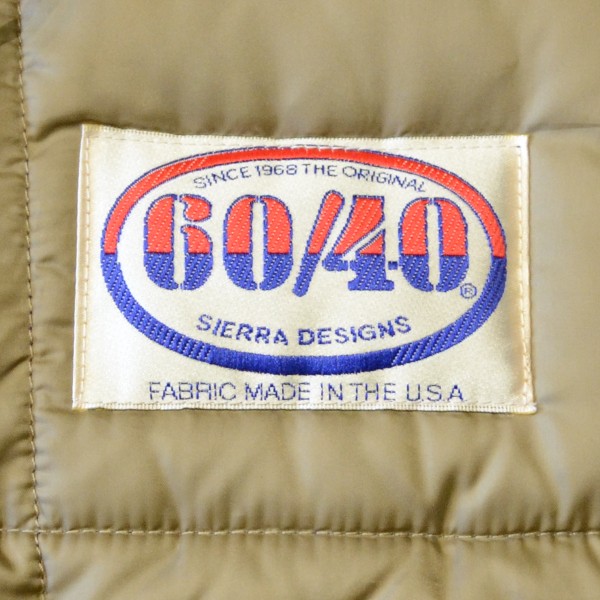 SINCE 1968 THE ORIGINAL
60/40®
SIERRA DESIGNS
FABRIC MADE IN THE U.S.A